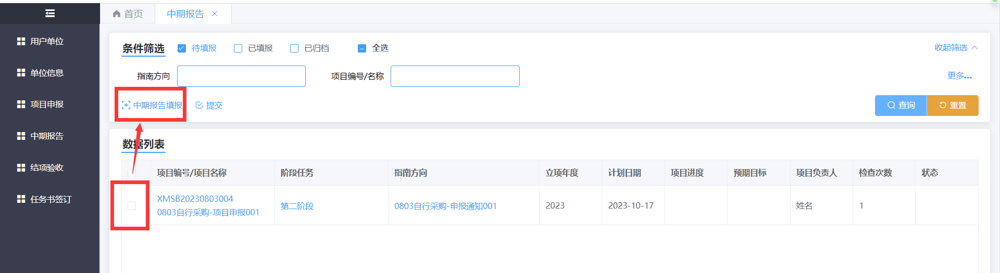 首页
中期报告
用户单位
单位信息
项目申报
中期报告
结项验收
任务书签订
条件筛选
待填报
已填报
已归档
全选
收起筛选
指南方向
项目编号/名称
更多...
中期报告填报
提交
查询
重置
数据列表
项目编号/项目名称
阶段任务
指南方向
立项年度
计划日期
项目进度
预期目标
项目负责人
检查次数
状态
XMSB20230803004
0803自行采购-项目申报001
第二阶段
0803自行采购-申报通知001
2023
2023-10-17
姓名
1